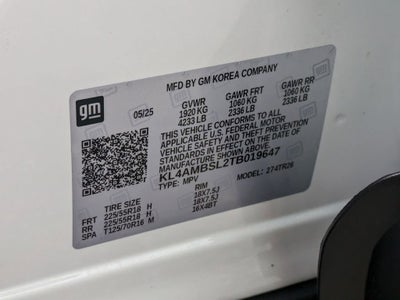 gm
MFD BY GM KOREA COMPANY
05/25 GVWR GAWR FRT GAWR RR
1920 KG 1060 KG 1060 KG
4233 LB 2336 LB 2336 LB
THIS VEHICLE CONFORMS TO ALL
APPLICABLE U.S. FEDERAL MOTOR
VEHICLE SAFETY AND THEFT PREVENTION
STANDARDS IN EFFECT ON THE DATE OF
MANUFACTURE SHOWN ABOVE.
KL4AMBSL2TB019647
TYPE: MPV MODEL: 274TR26
TIRE SIZE RIM
FRT 225/55R18 H 18X7.5J
RR 225/55R18 H 18X7.5J
SPA T125/70R16 M 16X4BT